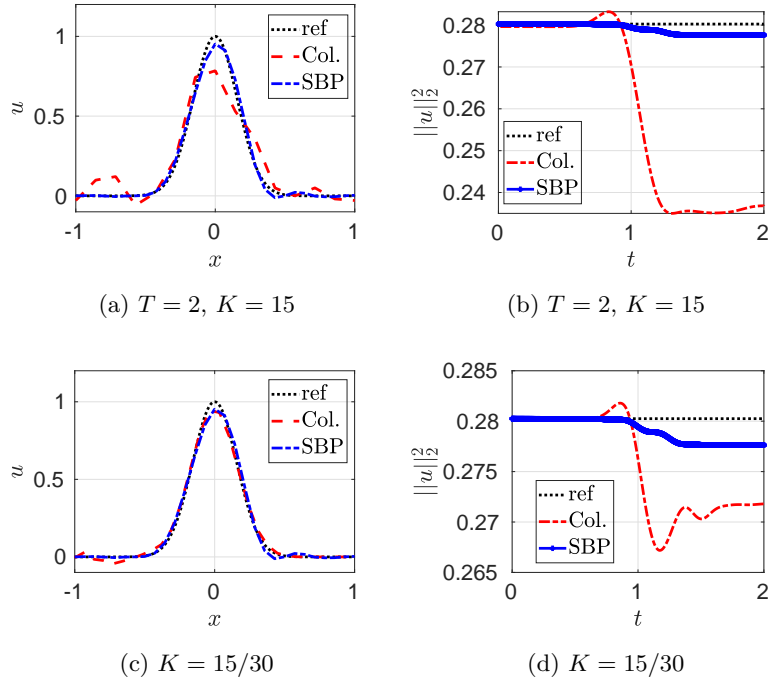 ref
Col.
SBP
1
0.5
0
u
-1
0
1
x
(a) T = 2, K = 15
0.28
0.27
0.26
0.25
0.24
||u||₂²
ref
Col.
SBP
0
1
2
t
(b) T = 2, K = 15
ref
Col.
SBP
1
0.5
0
u
-1
0
1
x
(c) K = 15/30
0.285
0.28
0.275
0.27
0.265
||u||₂²
ref
Col.
SBP
0
1
2
t
(d) K = 15/30